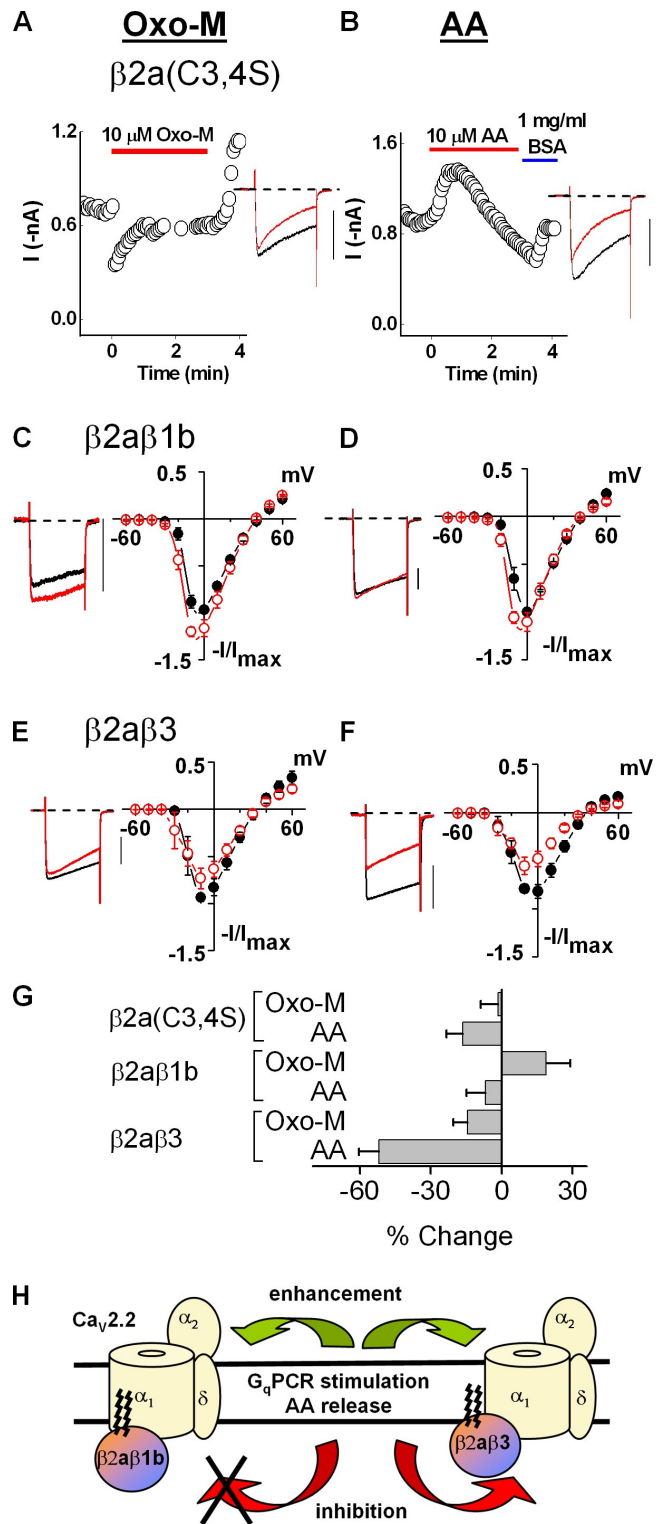 A Oxo-M B AA
β2a(C3,4S)
1.2
10 μM Oxo-M
0.6
0.0
I (-nA)
0 2 4
Time (min)
1 mg/ml
1.6
10 μM AA BSA
0.8
0.0
I (-nA)
0 2 4
Time (min)
C β2aβ1b D
0.5 mV
-60 60
-1.5 -I/Imax
0.5 mV
-60 60
-1.5 -I/Imax
E β2aβ3 F
0.5 mV
-60 60
-1.5 -I/Imax
0.5 mV
-60 60
-1.5 -I/Imax
G
β2a(C3,4S) Oxo-M
AA
β2aβ1b Oxo-M
AA
β2aβ3 Oxo-M
AA
-60 -30 0 30
% Change
H
enhancement
CaV2.2 α2 α2
GqPCR stimulation
AA release
α1 δ α1 δ
β2aβ1b β2aβ3
inhibition